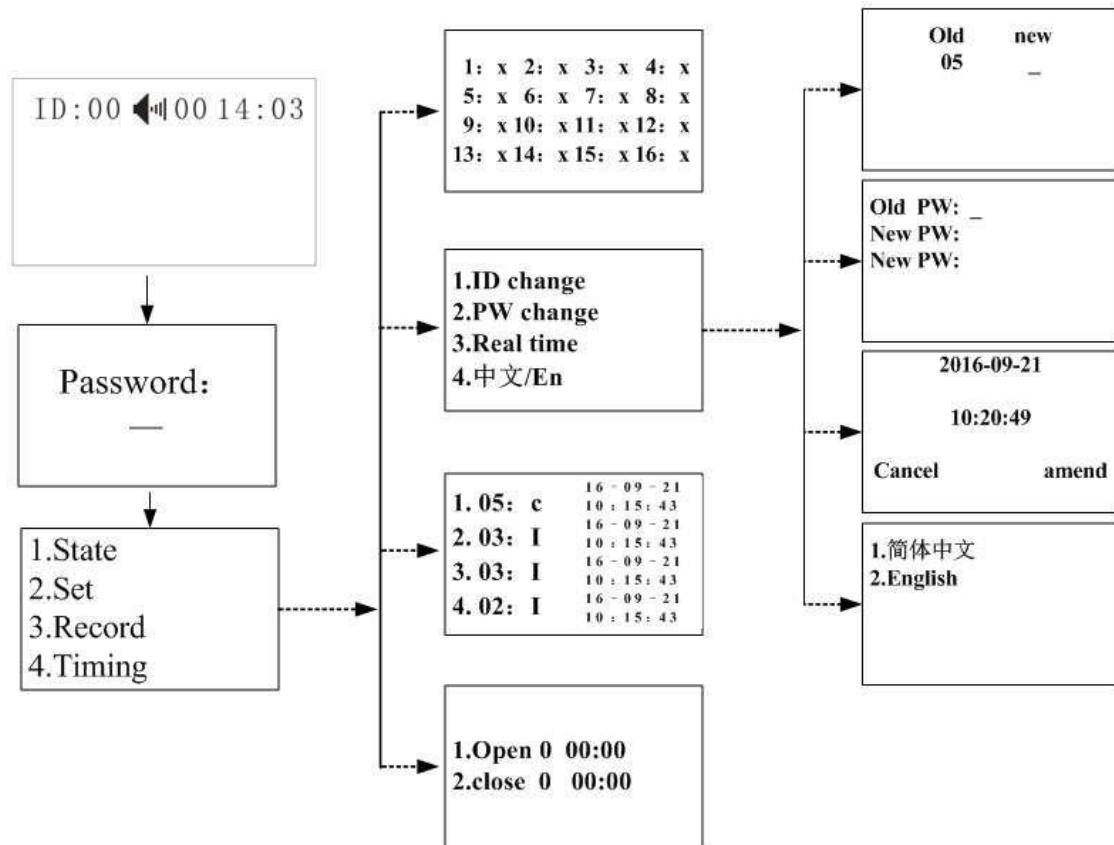 ID:00 00 14:03
Password：
1.State
2.Set
3.Record
4.Timing
1： x 2： x 3： x 4： x
5： x 6： x 7： x 8： x
9： x 10： x 11： x 12： x
13： x 14： x 15： x 16： x
1.ID change
2.PW change
3.Real time
4.中文/En
1. 05： c 16-09-21
10:15:43
2. 03： I 16-09-21
10:15:43
3. 03： I 16-09-21
10:15:43
4. 02： I 16-09-21
10:15:43
1.Open 0 00:00
2.close 0 00:00
Old new
05 _
Old PW: _
New PW:
New PW:
2016-09-21
10:20:49
Cancel amend
1.简体中文
2.English